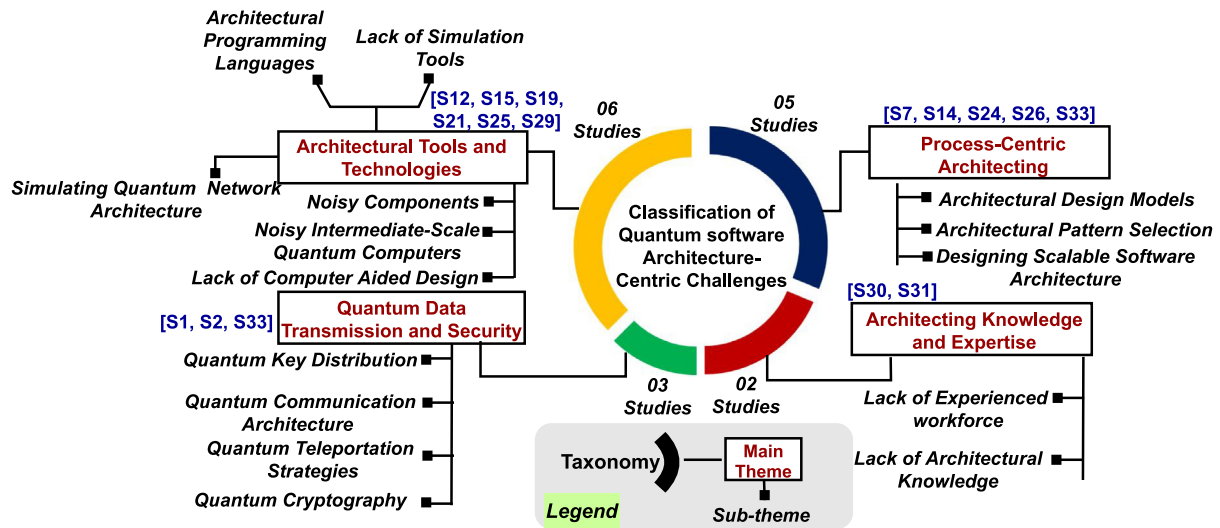 Architectural
Programming
Languages
Lack of Simulation
Tools
[S12, S15, S19,
S21, S25, S29]
Architectural Tools and
Technologies
Simulating Quantum Network
Architecture
Noisy Components
Noisy Intermediate-Scale
Quantum Computers
Lack of Computer Aided Design
06
Studies
05
Studies
[S7, S14, S24, S26, S33]
Process-Centric
Architecting
Architectural Design Models
Architectural Pattern Selection
Designing Scalable Software
Architecture
Classification of
Quantum software
Architecture-
Centric Challenges
[S1, S2, S33]
Quantum Data
Transmission and Security
Quantum Key Distribution
Quantum Communication
Architecture
Quantum Teleportation
Strategies
Quantum Cryptography
03
Studies
02
Studies
[S30, S31]
Architecting Knowledge
and Expertise
Lack of Experienced
workforce
Lack of Architectural
Knowledge
Taxonomy
Main
Theme
Legend
Sub-theme